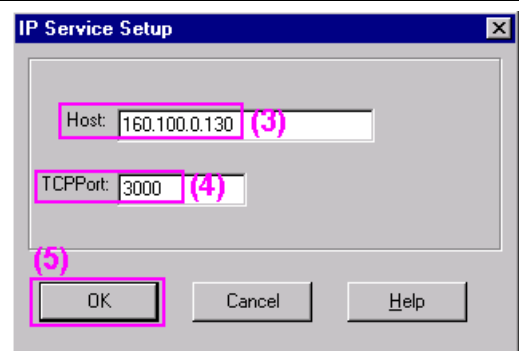 IP Service Setup
Host: 160.100.0.130 (3)
TCPPort: 3000 (4)
(5)
OK Cancel Help